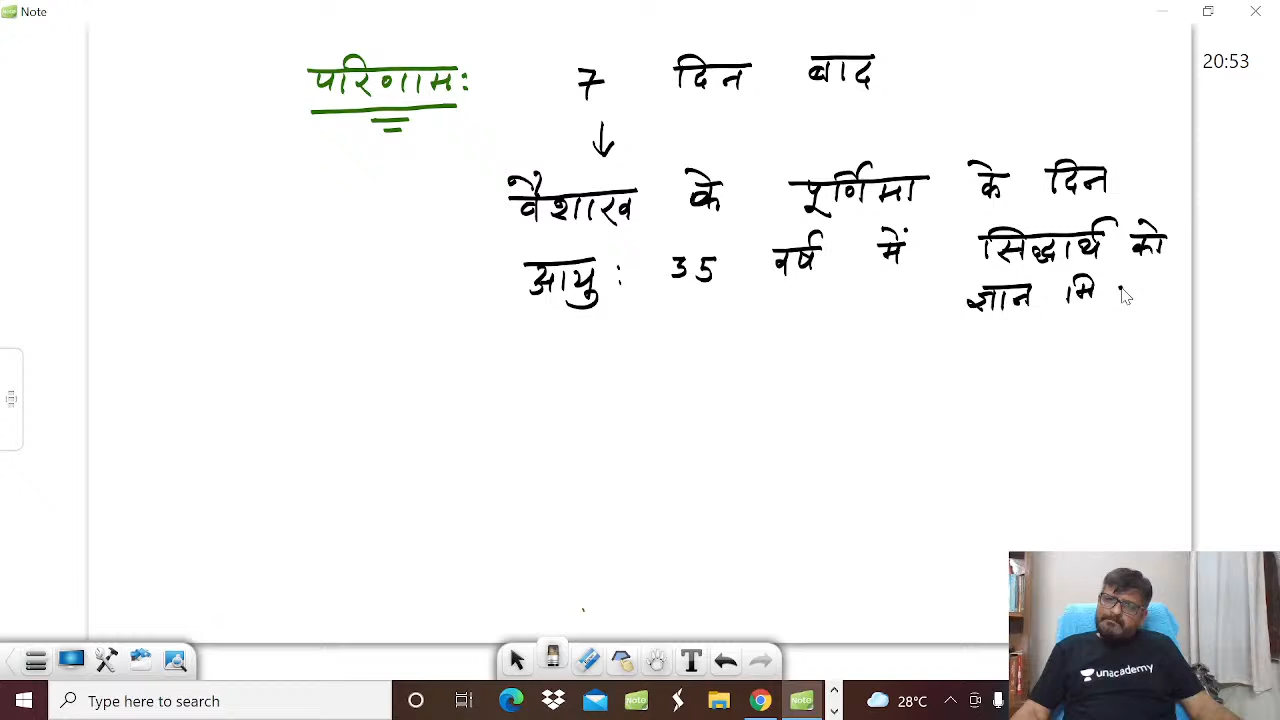 Note
20:53
परिणाम: 7 दिन बाद
↓
वैशाख के पूर्णिमा के दिन
आयु: 35 वर्ष में सिद्धार्थ को
ज्ञान मि
unacademy
Type here to search
28°C